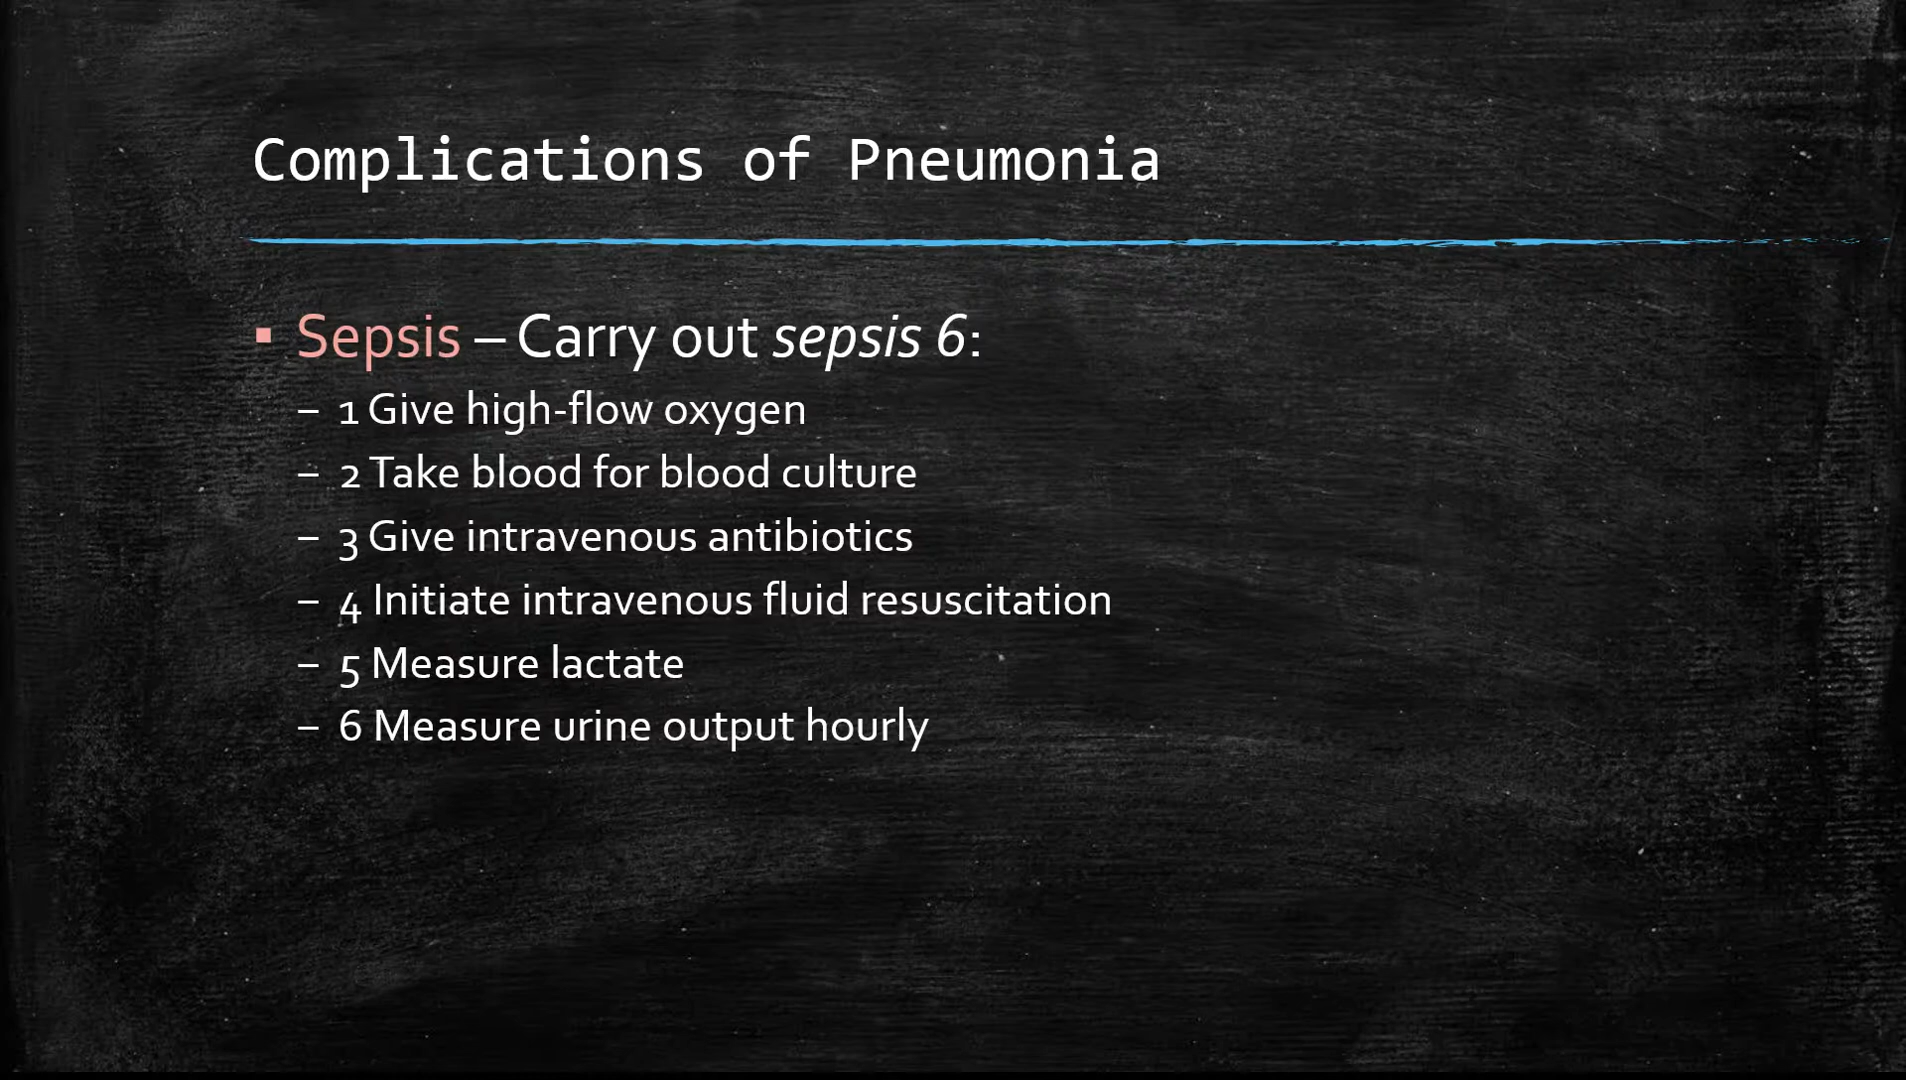 Complications of Pneumonia
▪ Sepsis – Carry out sepsis 6:
– 1 Give high-flow oxygen
– 2 Take blood for blood culture
– 3 Give intravenous antibiotics
– 4 Initiate intravenous fluid resuscitation
– 5 Measure lactate
– 6 Measure urine output hourly